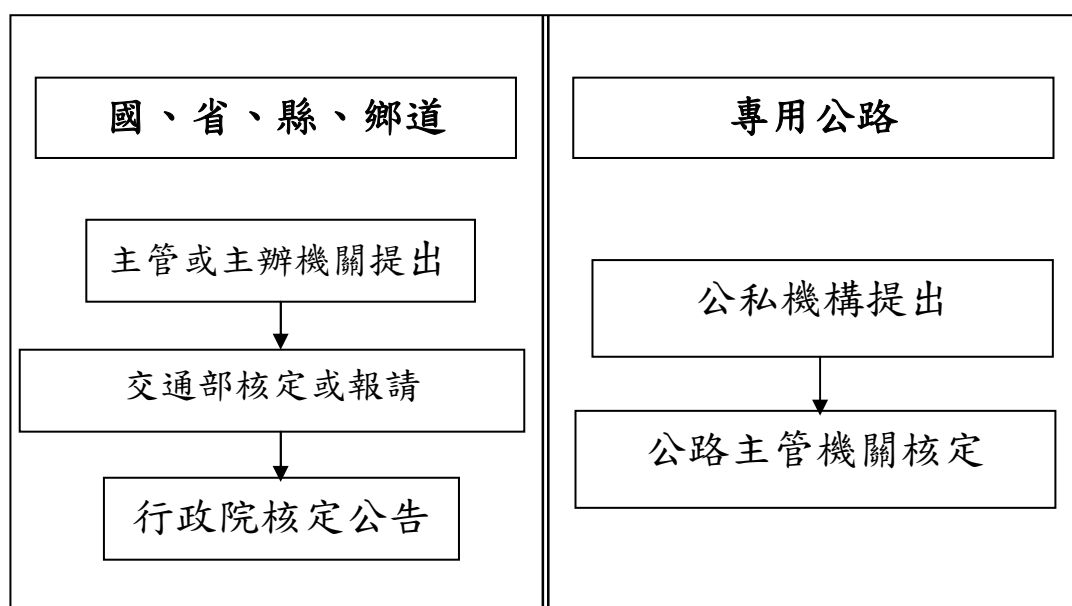 國、省、縣、鄉道
主管或主辦機關提出
交通部核定或報請
行政院核定公告
專用公路
公私機構提出
公路主管機關核定